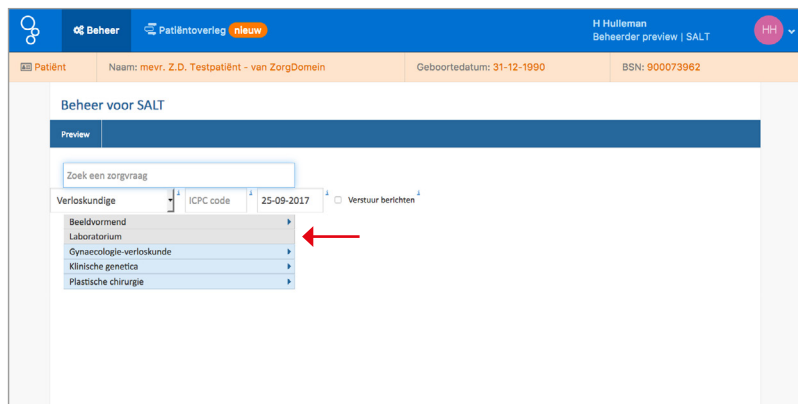 Beheer
Patiëntoverleg nieuw
H Hulleman
Beheerder preview | SALT
HH
Patiënt Naam: mevr. Z.D. Testpatiënt - van ZorgDomein Geboortedatum: 31-12-1990 BSN: 900073962
Beheer voor SALT
Preview
Zoek een zorgvraag
Verloskundige ICPC code 25-09-2017 Verstuur berichten
Beeldvormend
Laboratorium
Gynaecologie-verloskunde
Klinische genetica
Plastische chirurgie